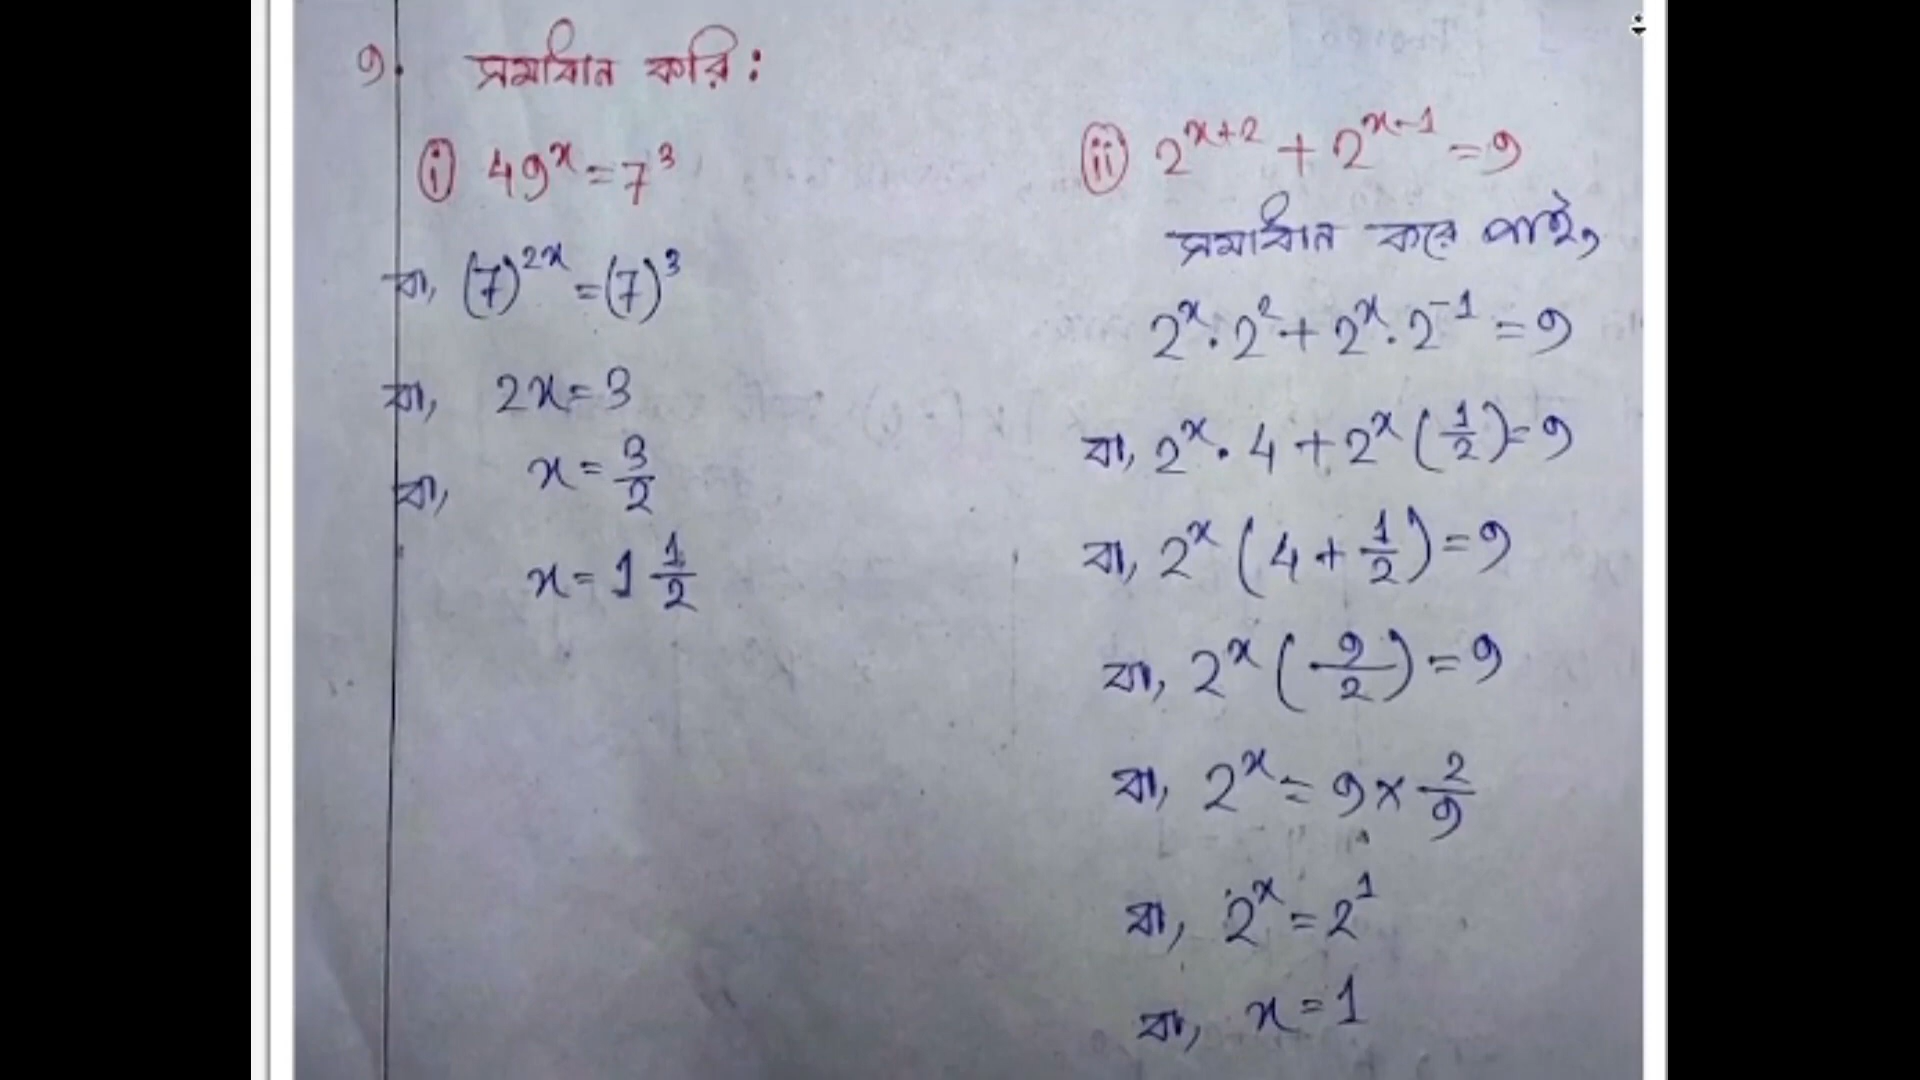 9. সমাধান করি :
(i) 49^x = 7^3
বা, (7)^2x = (7)^3
বা, 2x = 3
বা, x = 3/2
x = 1 1/2
(ii) 2^x+2 + 2^x-1 = 9
সমাধান করে পাই,
2^x . 2^2 + 2^x . 2^-1 = 9
বা, 2^x . 4 + 2^x (1/2) = 9
বা, 2^x (4 + 1/2) = 9
বা, 2^x (9/2) = 9
বা, 2^x = 9 × 2/9
বা, 2^x = 2^1
বা, x = 1